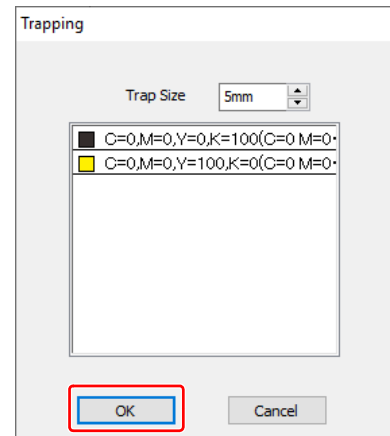 Trapping
Trap Size 5mm
C=0,M=0,Y=0,K=100(C=0 M=0
C=0,M=0,Y=100,K=0(C=0 M=0
OK Cancel